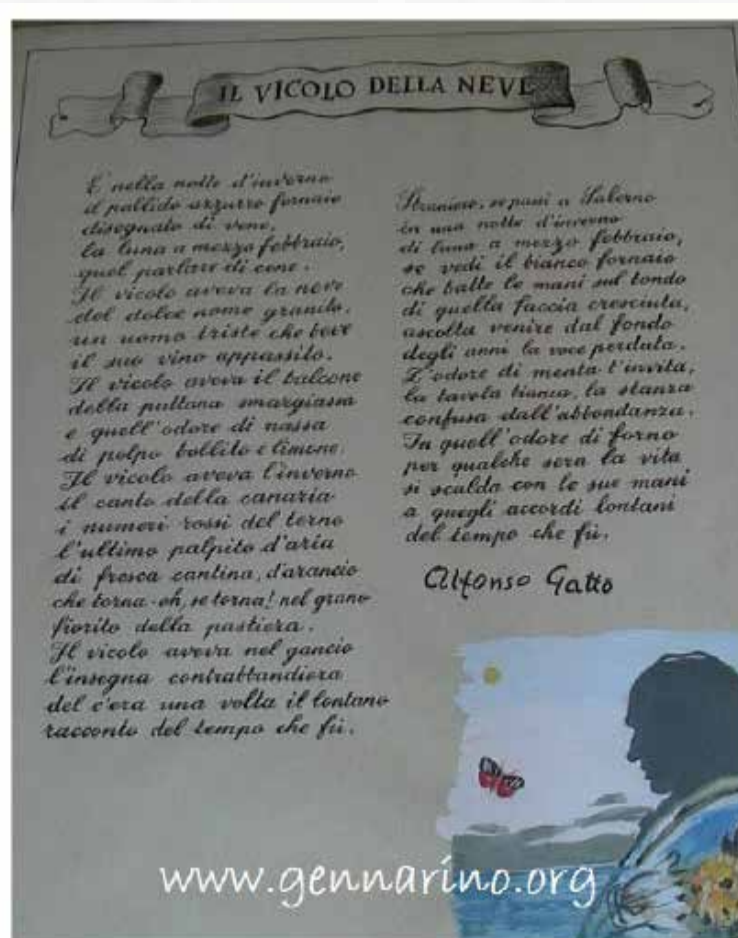 IL VICOLO DELLA NEVE
E nella notte d'inverno
il pallido azzurro fornaio
disegnato di vene,
la luna a mezzo febbraio,
quel parlare di cene.
Il vicolo aveva la neve
del dolce nome granito,
un uomo triste che beve
il suo vino appassito.
Il vicolo aveva il balcone
della puttana smargiassa
e quell'odore di nassa
di polpo bollito e limone.
Il vicolo aveva l'inverno
il canto della canaria
i numeri rossi del terno
l'ultimo palpito d'aria
di fresca cantina, d'arancio
che torna-oh, se torna! nel grano
fiorito della pastiera.
Il vicolo aveva nel gancio
l'insegna contrabbandiera
del c'era una volta il lontano
racconto del tempo che fù.
Straniero, se passi a Salerno
in una notte d'inverno
di luna a mezzo febbraio,
se vedi il bianco fornaio
che batte le mani sul tondo
di quella faccia cresciuta,
ascolta venire dal fondo
degli anni la voce perduta.
L'odore di menta t'invita,
la tavola bianca, la stanza
confusa dall'abbondanza.
In quell'odore di forno
per qualche sera la vita
si scalda con le sue mani
a quegli accordi lontani
del tempo che fù.
Alfonso Gatto
www.gennarino.org